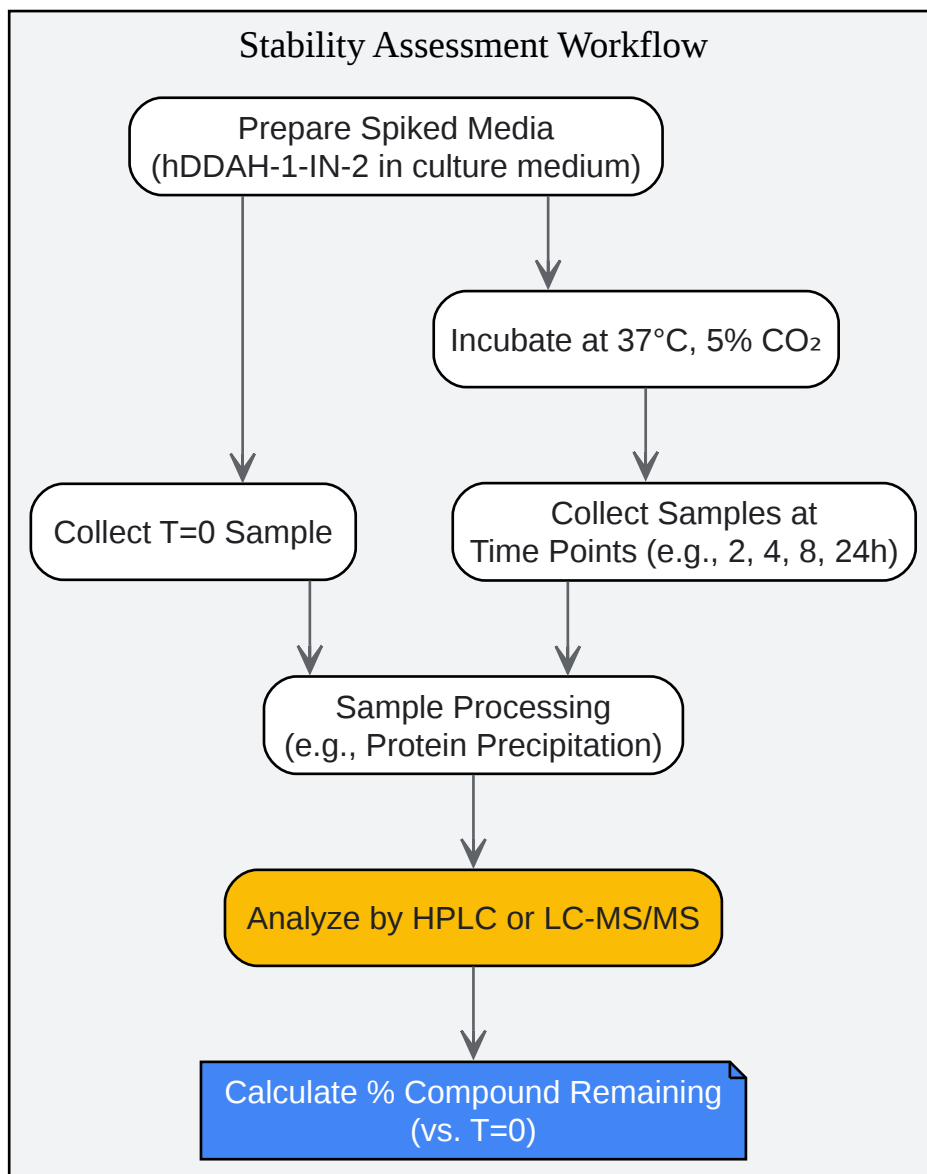 Stability Assessment Workflow
Prepare Spiked Media
(hDDAH-1-IN-2 in culture medium)
Incubate at 37°C, 5% CO₂
Collect T=0 Sample
Collect Samples at
Time Points (e.g., 2, 4, 8, 24h)
Sample Processing
(e.g., Protein Precipitation)
Analyze by HPLC or LC-MS/MS
Calculate % Compound Remaining
(vs. T=0)